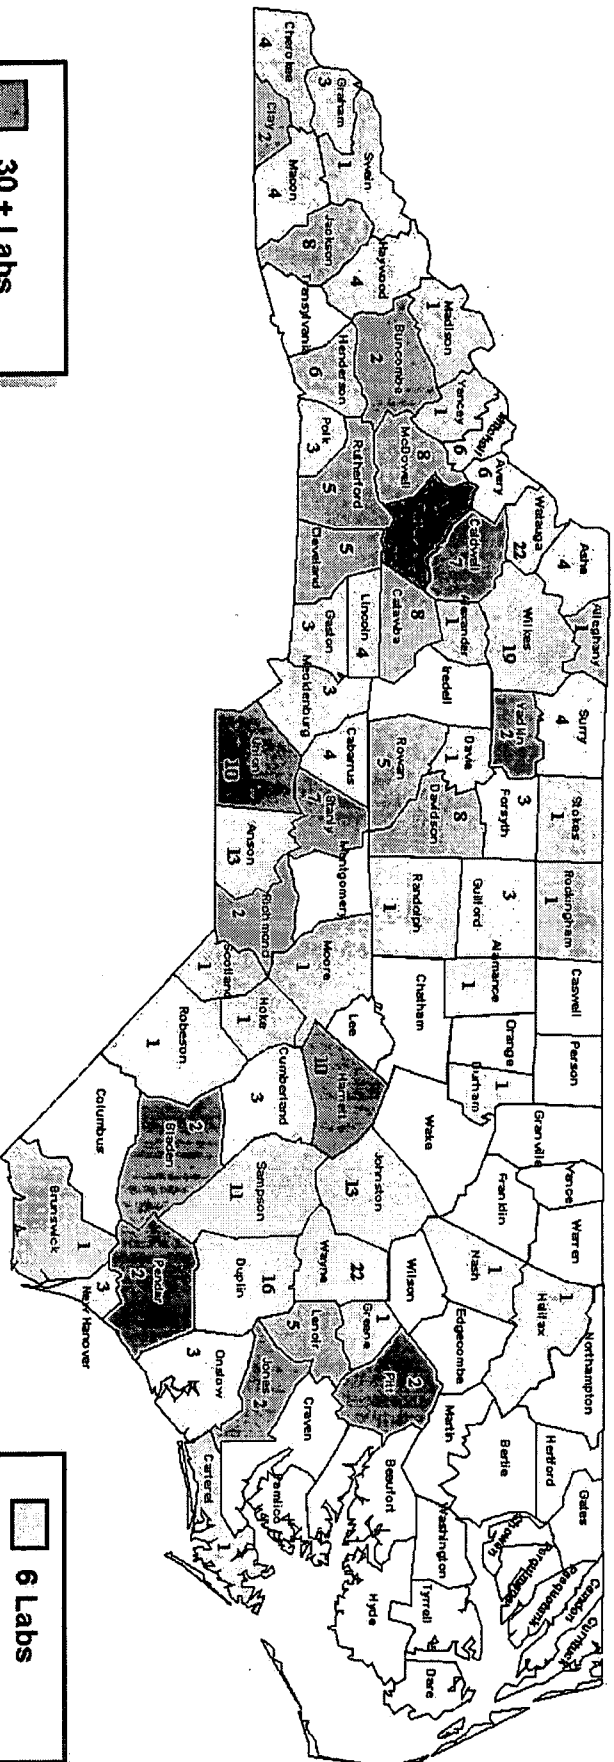 Cherokee
4
Graham
3
Clay
2
Swain
1
Macon
4
Jackson
8
Haywood
4
Transylvania
Madison
1
Buncombe
2
Henderson
6
Yancey
1
Mitchell
6
Avery
6
McDowell
8
Polk
3
Rutherford
5
Cleveland
5
Watauga
22
Caldwell
7
Ashe
4
Alleghany
1
Wilkes
19
Alexander
1
Catawba
8
Lincoln
4
Gaston
3
Mecklenburg
3
Iredell
Surry
4
Yadkin
2
Davie
1
Rowan
5
Cabarrus
4
Union
10
Stanly
7
Anson
13
Stokes
1
Forsyth
3
Davidson
8
Montgomery
Richmond
2
Rockingham
1
Guilford
3
Randolph
1
Moore
1
Scotland
1
Hoke
1
Robeson
1
Caswell
Alamance
1
Chatham
Lee
Person
Orange
Durham
1
Harnett
10
Cumberland
3
Bladen
2
Columbus
Granville
Vance
Wake
Franklin
Warren
Johnston
13
Sampson
11
Brunswick
1
Pender
2
New Hanover
3
Nash
1
Halifax
1
Northampton
Wilson
Wayne
22
Duplin
16
Edgecombe
Greene
1
Lenoir
5
Pitt
2
Jones
2
Onslow
3
Craven
Carteret
1
Pamlico
Beaufort
Martin
Bertie
Hertford
Gates
Washington
Tyrrell
Hyde
Dare
Chowan
Perquimans
Pasquotank
Camden
Currituck
30 + Labs
6 Labs